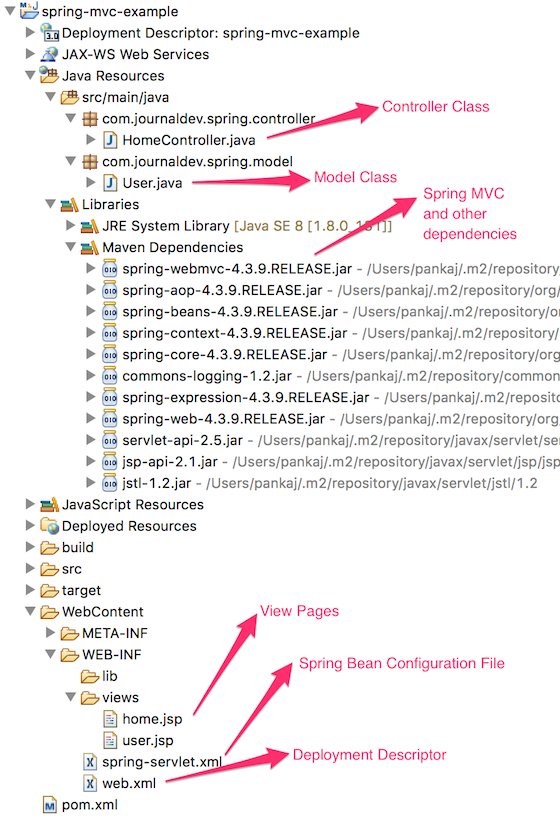 spring-mvc-example
Deployment Descriptor: spring-mvc-example
JAX-WS Web Services
Java Resources
src/main/java
com.journaldev.spring.controller
Controller Class
HomeController.java
com.journaldev.spring.model
Model Class
User.java
Spring MVC
and other
dependencies
Libraries
JRE System Library [Java SE 8 [1.8.0_131]]
Maven Dependencies
spring-webmvc-4.3.9.RELEASE.jar - /Users/pankaj/.m2/repository/
spring-aop-4.3.9.RELEASE.jar - /Users/pankaj/.m2/repository/org/
spring-beans-4.3.9.RELEASE.jar - /Users/pankaj/.m2/repository/
spring-context-4.3.9.RELEASE.jar - /Users/pankaj/.m2/repository/
spring-core-4.3.9.RELEASE.jar - /Users/pankaj/.m2/repository/org
commons-logging-1.2.jar - /Users/pankaj/.m2/repository/common
spring-expression-4.3.9.RELEASE.jar - /Users/pankaj/.m2/reposito
spring-web-4.3.9.RELEASE.jar - /Users/pankaj/.m2/repository/org,
servlet-api-2.5.jar - /Users/pankaj/.m2/repository/javax/servlet/se
jsp-api-2.1.jar - /Users/pankaj/.m2/repository/javax/servlet/jsp/jsp
jstl-1.2.jar - /Users/pankaj/.m2/repository/javax/servlet/jstl/1.2
JavaScript Resources
Deployed Resources
build
src
target
WebContent
View Pages
META-INF
WEB-INF
Spring Bean Configuration File
lib
views
home.jsp
user.jsp
Deployment Descriptor
spring-servlet.xml
web.xml
pom.xml